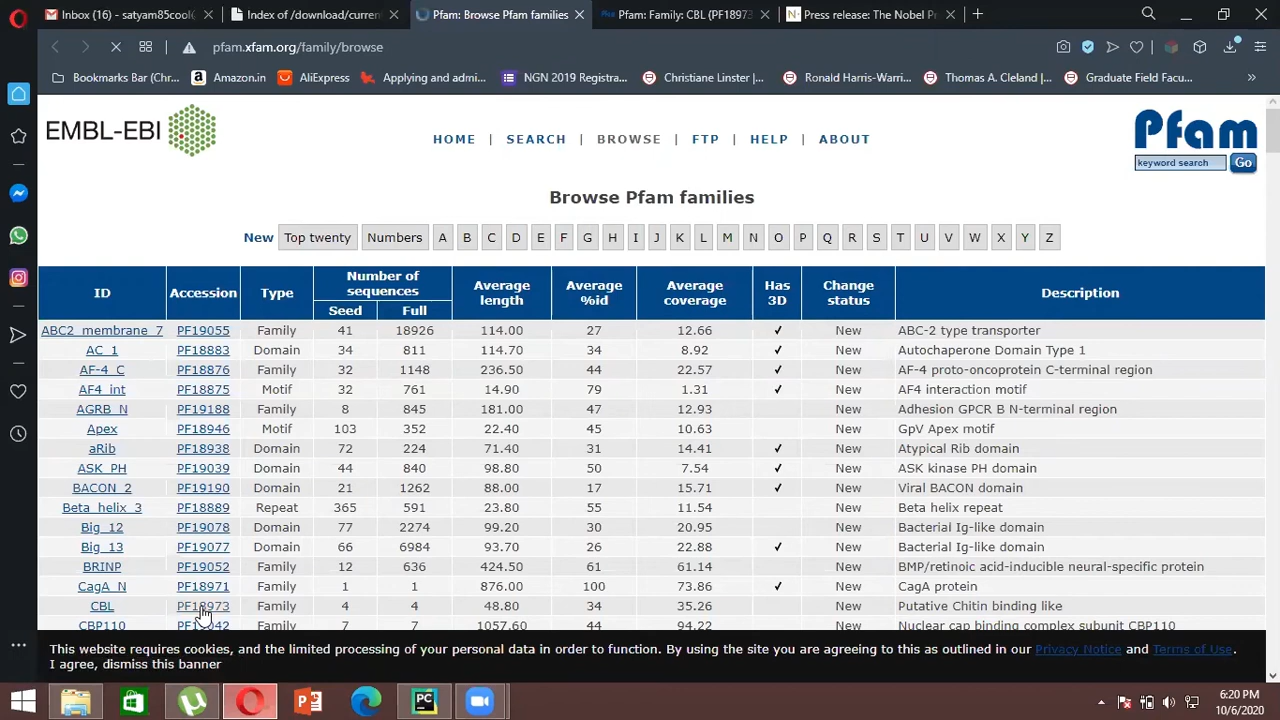 Inbox (16) - satyam85cool@
Index of /download/current
Pfam: Browse Pfam families
Pfam: Family: CBL (PF18973
Press release: The Nobel Pr
pfam.xfam.org/family/browse
Bookmarks Bar (Chr... Amazon.in AliExpress Applying and admi... NGN 2019 Registra... Christiane Linster |... Ronald Harris-Warri... Thomas A. Cleland |... Graduate Field Facu...
EMBL-EBI
HOME | SEARCH | BROWSE | FTP | HELP | ABOUT
Pfam
keyword search Go
Browse Pfam families
New Top twenty Numbers A B C D E F G H I J K L M N O P Q R S T U V W X Y Z
ID Accession Type Number of sequences Seed Full Average length Average %id Average coverage Has 3D Change status Description
ABC2_membrane_7 PF19055 Family 41 18926 114.00 27 12.66 ✓ New ABC-2 type transporter
AC_1 PF18883 Domain 34 811 114.70 34 8.92 ✓ New Autochaperone Domain Type 1
AF-4_C PF18876 Family 32 1148 236.50 44 22.57 ✓ New AF-4 proto-oncoprotein C-terminal region
AF4_int PF18875 Motif 32 761 14.90 79 1.31 ✓ New AF4 interaction motif
AGRB_N PF19188 Family 8 845 181.00 47 12.93 New Adhesion GPCR B N-terminal region
Apex PF18946 Motif 103 352 22.40 45 10.63 New GpV Apex motif
aRib PF18938 Domain 72 224 71.40 31 14.41 ✓ New Atypical Rib domain
ASK_PH PF19039 Domain 44 840 98.80 50 7.54 ✓ New ASK kinase PH domain
BACON_2 PF19190 Domain 21 1262 88.00 17 15.71 ✓ New Viral BACON domain
Beta_helix_3 PF18889 Repeat 365 591 23.80 55 11.54 New Beta helix repeat
Big_12 PF19078 Domain 77 2274 99.20 30 20.95 New Bacterial Ig-like domain
Big_13 PF19077 Domain 66 6984 93.70 26 22.88 ✓ New Bacterial Ig-like domain
BRINP PF19052 Family 12 636 424.50 61 61.14 New BMP/retinoic acid-inducible neural-specific protein
CagA_N PF18971 Family 1 1 876.00 100 73.86 ✓ New CagA protein
CBL PF18973 Family 4 4 48.80 34 35.26 New Putative Chitin binding like
CBP110 Family 7 7 1057.60 44 94.22 New Nuclear cap binding complex subunit CBP110
This website requires cookies, and the limited processing of your personal data in order to function. By using the site you are agreeing to this as outlined in our Privacy Notice and Terms of Use.
I agree, dismiss this banner
6:20 PM
10/6/2020